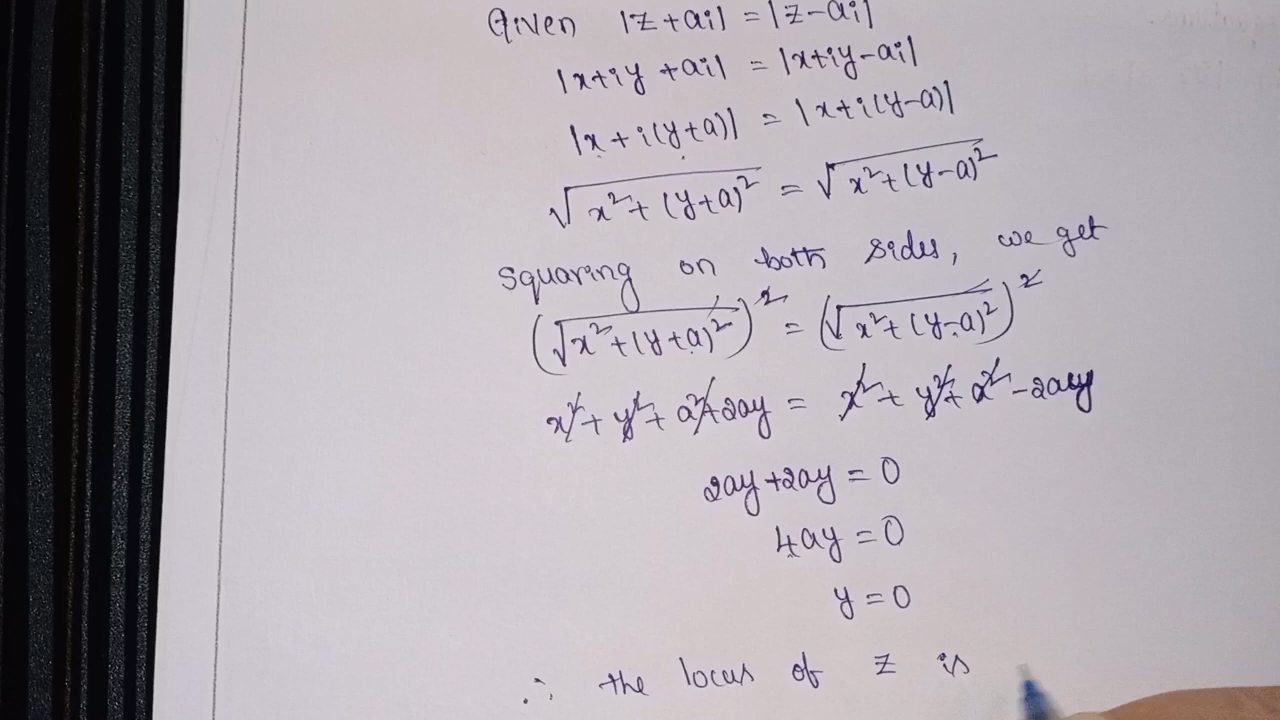 Given |z+ai| = |z-ai|
|x+iy+ai| = |x+iy-ai|
|x+i(y+a)| = |x+i(y-a)|
√(x²+(y+a)²) = √(x²+(y-a)²)
Squaring on both sides, we get
(√(x²+(y+a)²))² = (√(x²+(y-a)²))²
x²+y²+a²+2ay = x²+y²+a²-2ay
2ay+2ay=0
4ay=0
y=0
∴ the locus of z is